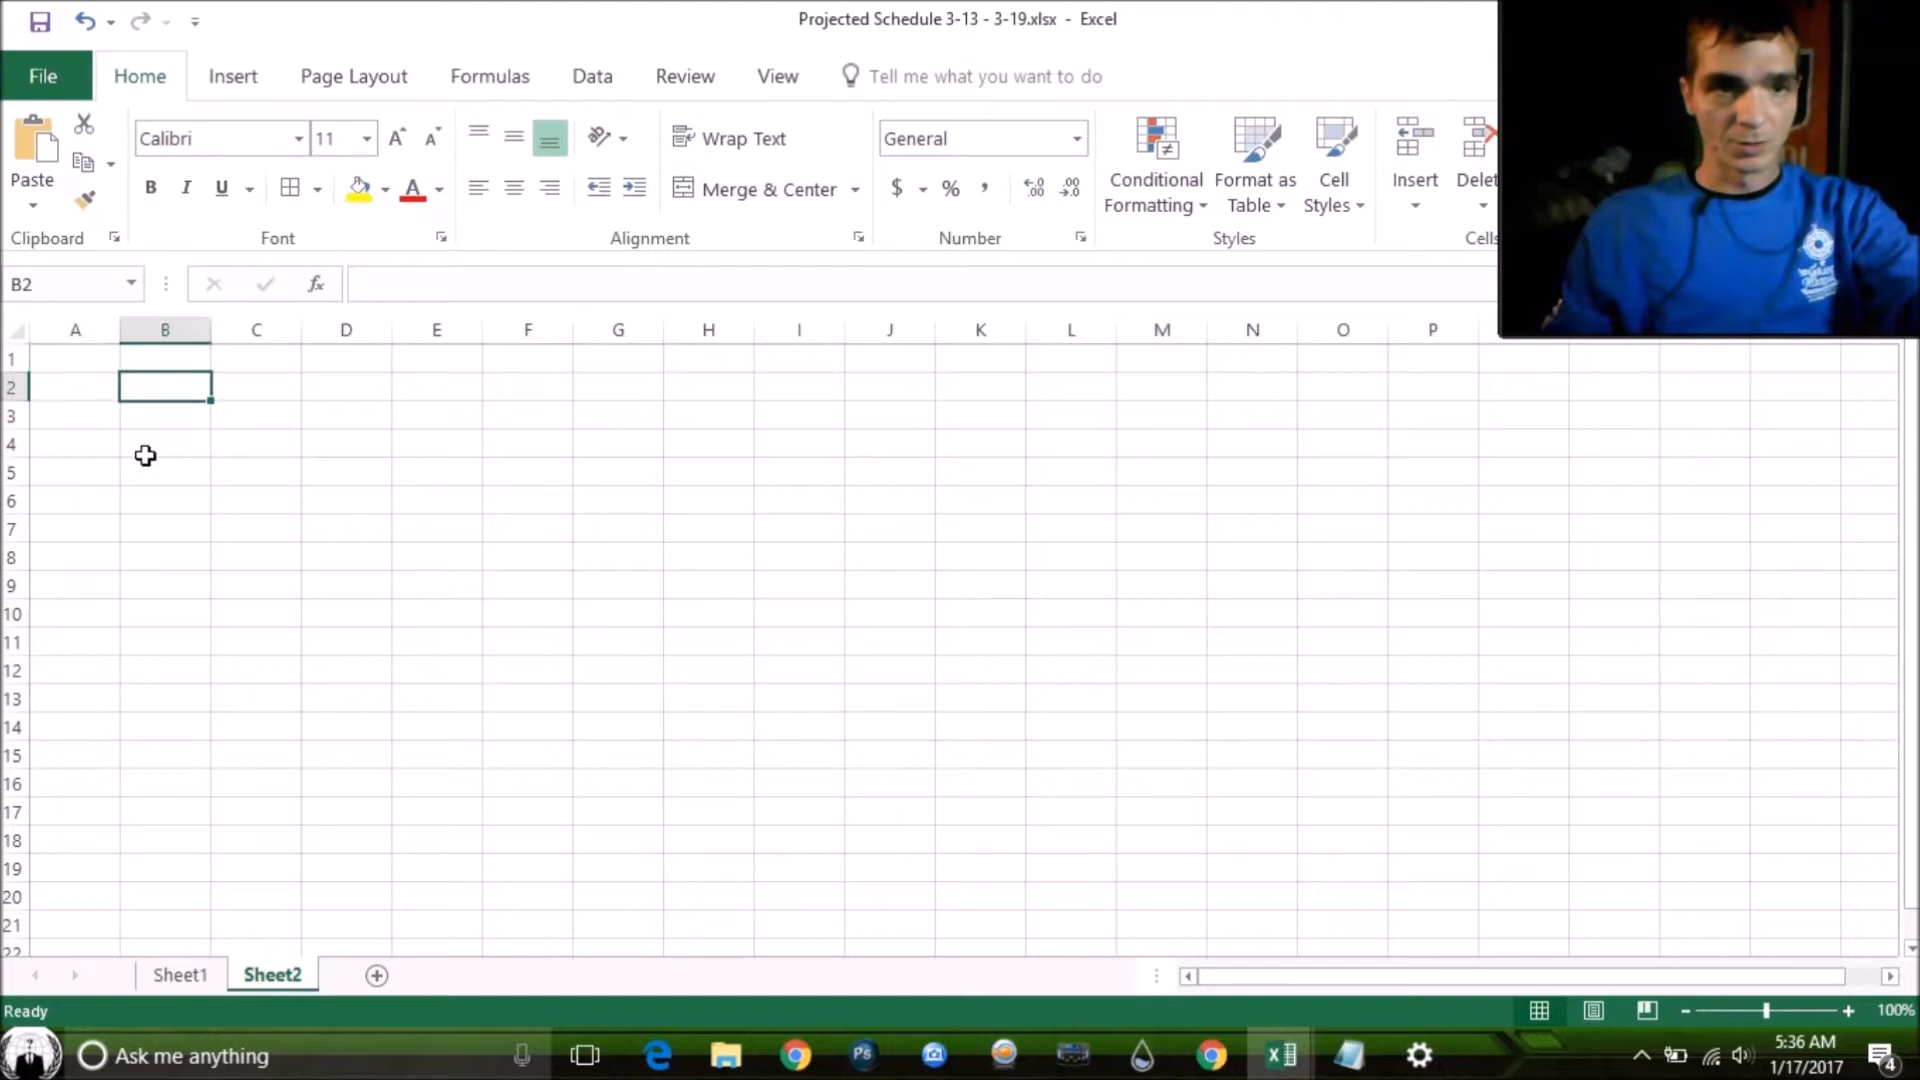 Projected Schedule 3-13 - 3-19.xlsx - Excel
File Home Insert Page Layout Formulas Data Review View Tell me what you want to do
Calibri 11 Wrap Text General
Paste Merge & Center $ % , Conditional Formatting Format as Table Cell Styles Insert Delet
Clipboard Font Alignment Number Styles Cells
B2 fx
A B C D E F G H I J K L M N O P
1
2
3
4
5
6
7
8
9
10
11
12
13
14
15
16
17
18
19
20
21
22
Sheet1 Sheet2
Ready 100%
Ask me anything 5:36 AM
1/17/2017 4